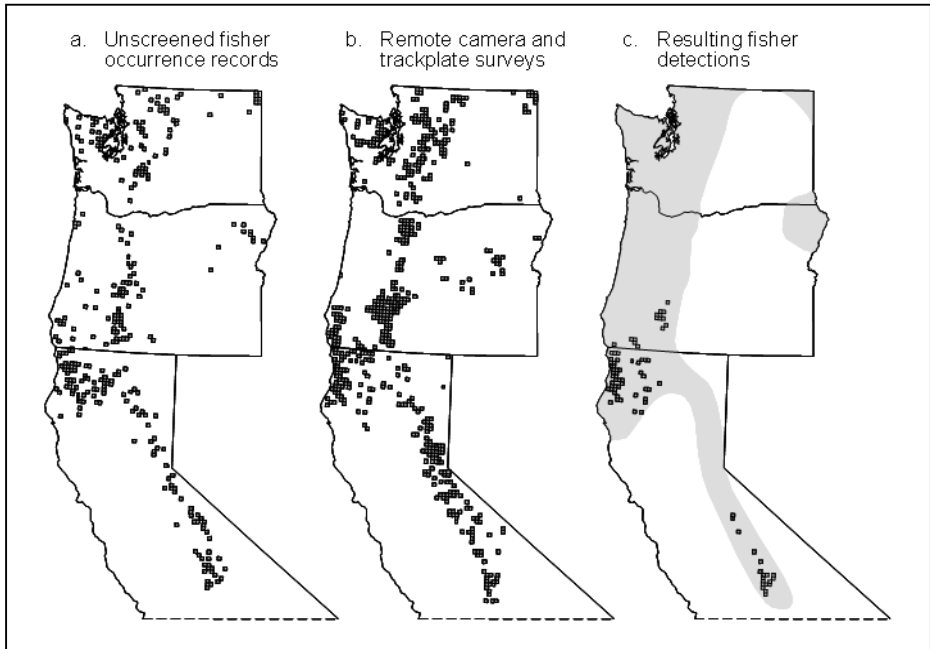 a. Unscreened fisher
occurrence records
b. Remote camera and
trackplate surveys
c. Resulting fisher
detections